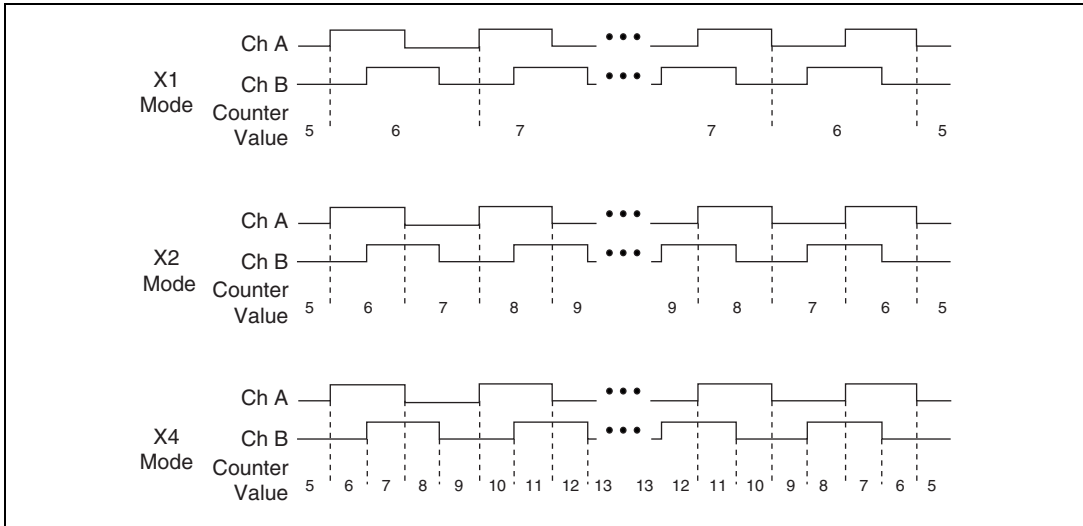 Ch A
X1
Mode
Ch B
Counter
Value
5 6 7 7 6 5
Ch A
X2
Mode
Ch B
Counter
Value
5 6 7 8 9 9 8 7 6 5
Ch A
X4
Mode
Ch B
Counter
Value
5 6 7 8 9 10 11 12 13 13 12 11 10 9 8 7 6 5